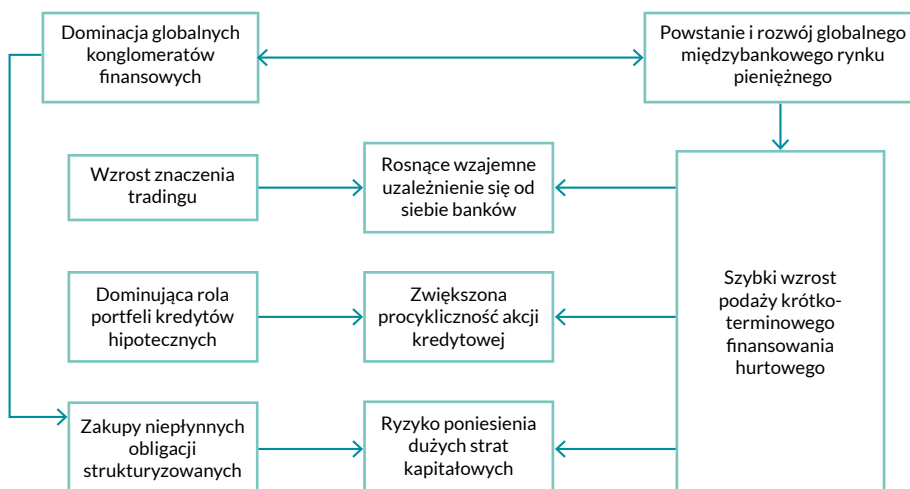 Dominacja globalnych
konglomeratów
finansowych
Powstanie i rozwój globalnego
międzybankowego rynku
pieniężnego
Wzrost znaczenia
tradingu
Rosnące wzajemne
uzależnienie się od
siebie banków
Dominująca rola
portfeli kredytów
hipotecznych
Zwiększona
procykliczność akcji
kredytowej
Szybki wzrost
podaży krótko-
terminowego
finansowania
hurtowego
Zakupy niepłynnych
obligacji
strukturyzowanych
Ryzyko poniesienia
dużych strat
kapitałowych